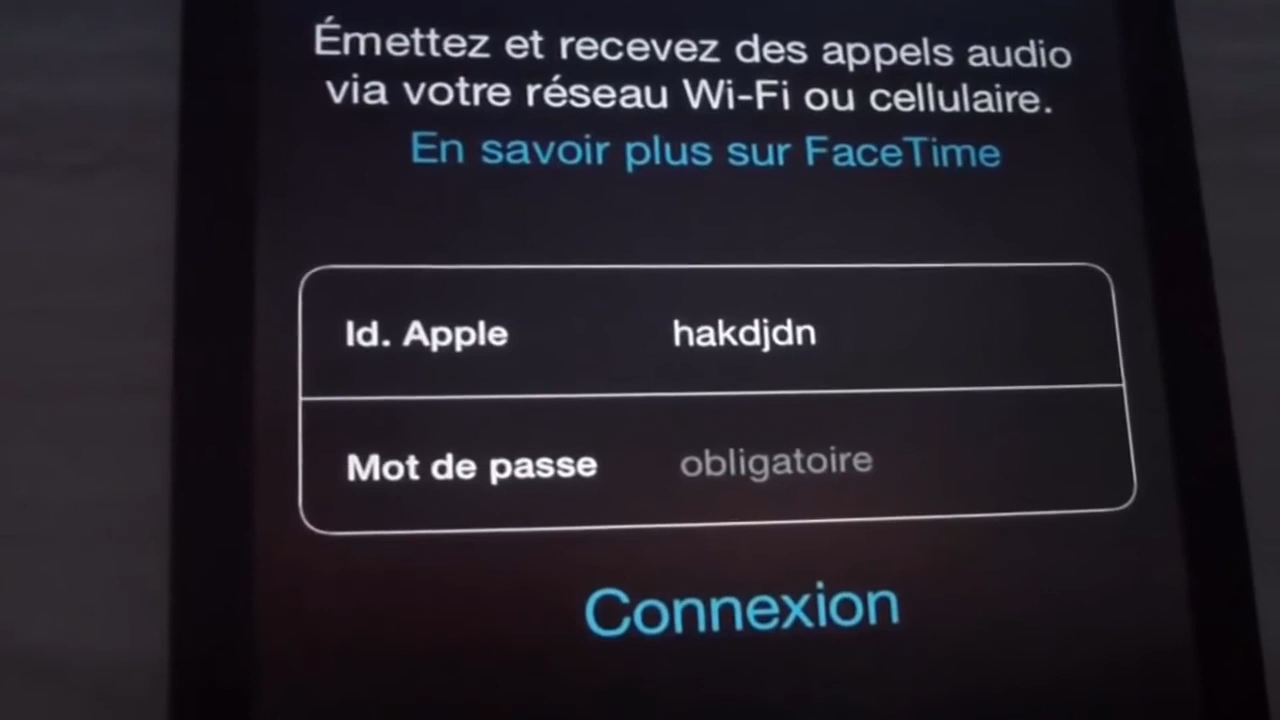 Émettez et recevez des appels audio
via votre réseau Wi-Fi ou cellulaire.
En savoir plus sur FaceTime
Id. Apple hakdjdn
Mot de passe obligatoire
Connexion